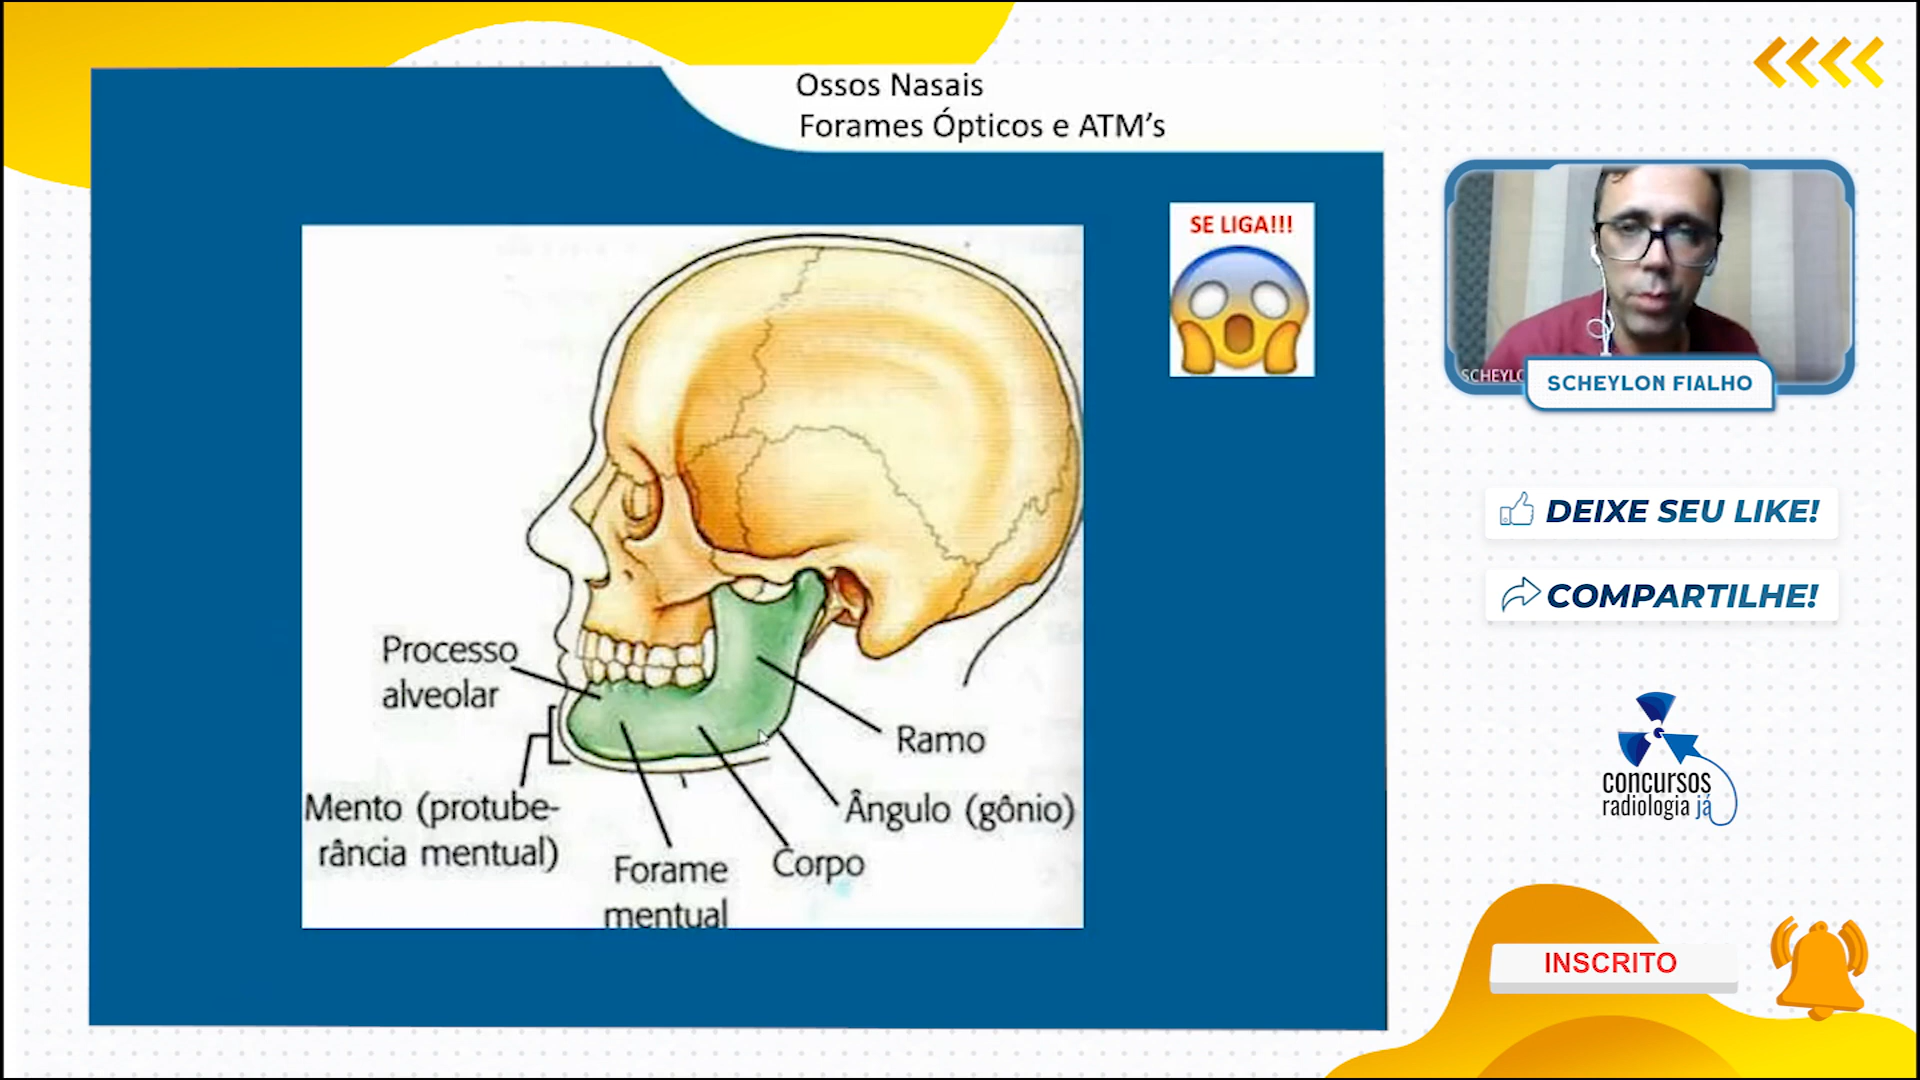 Ossos Nasais
Forames Ópticos e ATM’s
SE LIGA!!!
Processo
alveolar
Ramo
Mento (protube-
rância mentual)
Ângulo (gônio)
Forame
mentual
Corpo
SCHEYLO
SCHEYLON FIALHO
DEIXE SEU LIKE!
COMPARTILHE!
concursos
radiologia já
INSCRITO